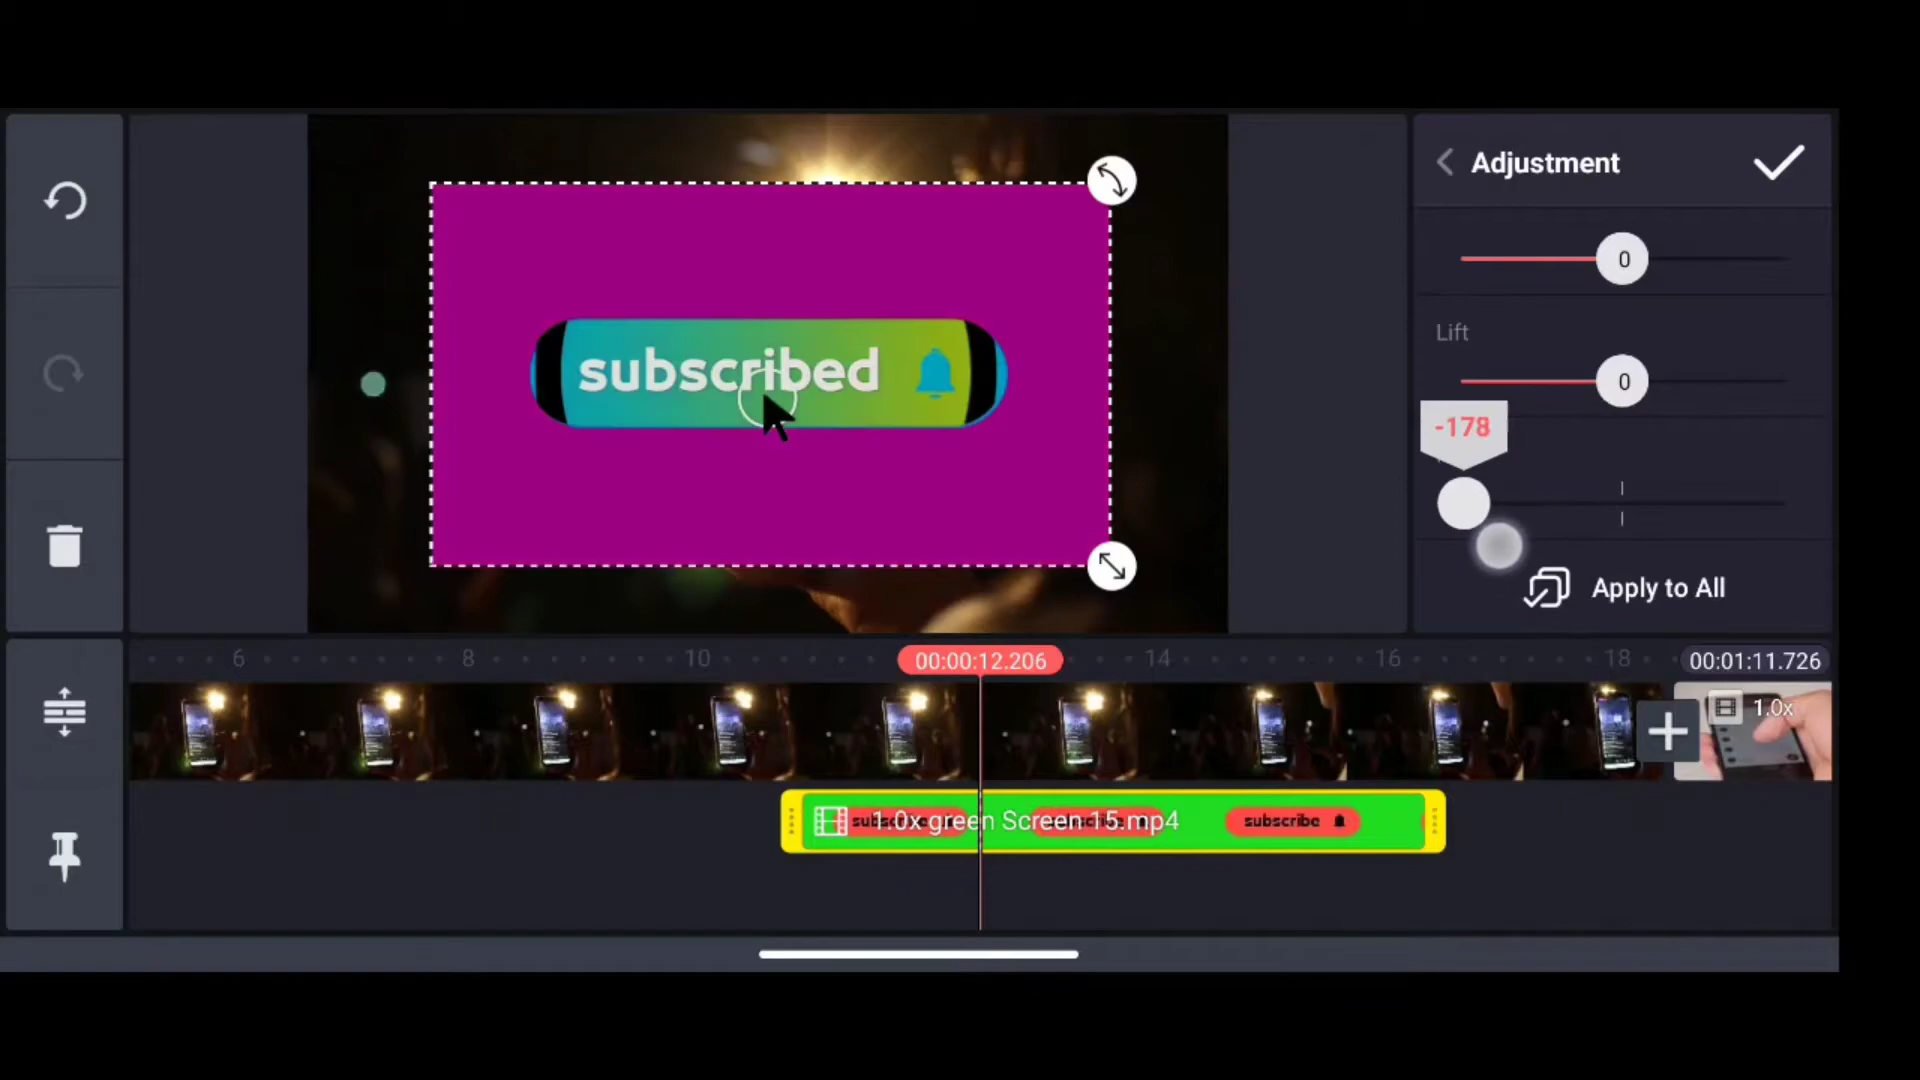 Adjustment
0
Lift
0
-178
subscribed
Apply to All
6
8
10
00:00:12.206
14
16
18
00:01:11.726
1.0x
1.0x green Screen 15.mp4
subscribe